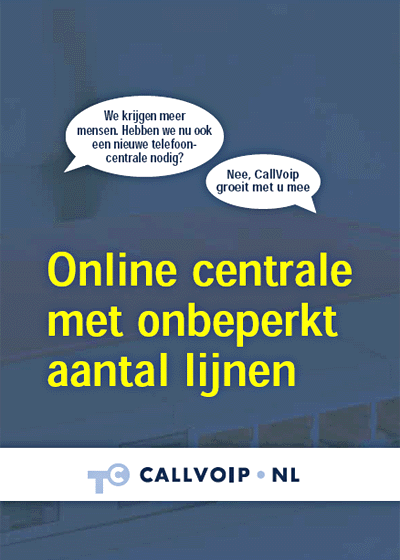 We krijgen meer
mensen. Hebben we nu ook
een nieuwe telefoon-
centrale nodig?
Nee, CallVoip
groeit met u mee
Online centrale
met onbeperkt
aantal lijnen
TC CALLVOIP • NL